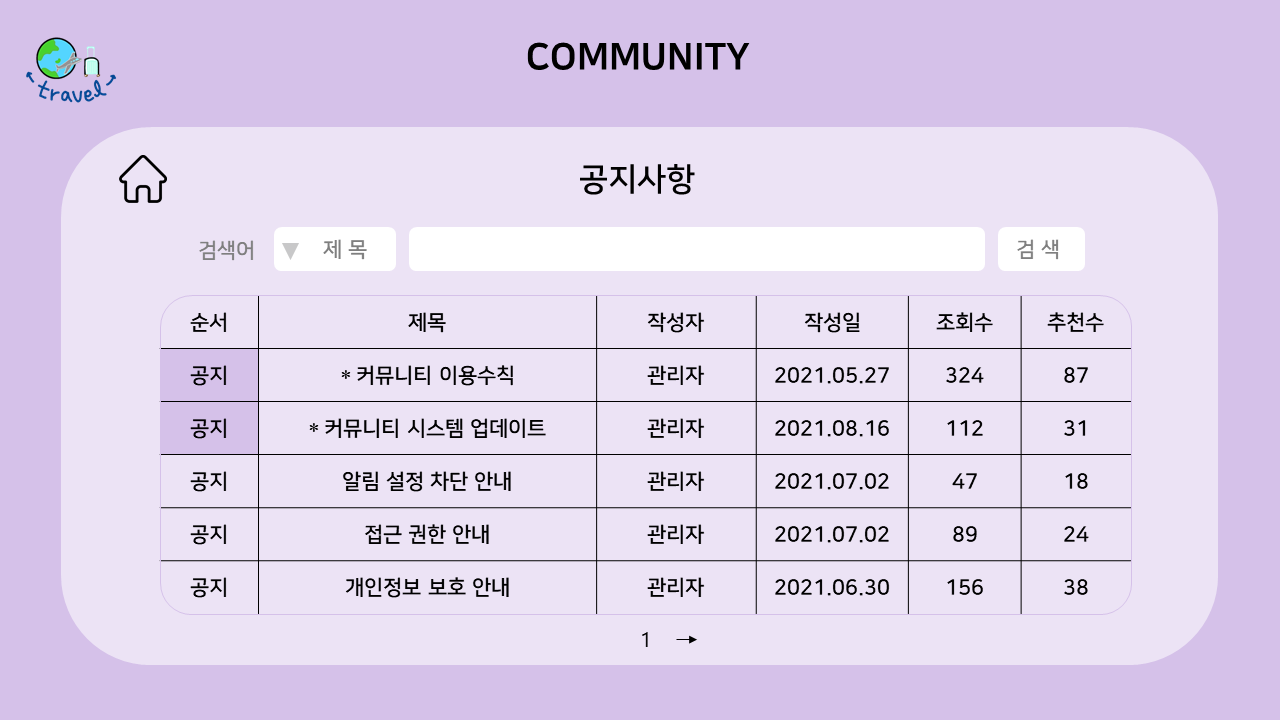 COMMUNITY
travel
공지사항
검색어 ▼ 제 목 검 색
순서 제목 작성자 작성일 조회수 추천수
공지 * 커뮤니티 이용수칙 관리자 2021.05.27 324 87
공지 * 커뮤니티 시스템 업데이트 관리자 2021.08.16 112 31
공지 알림 설정 차단 안내 관리자 2021.07.02 47 18
공지 접근 권한 안내 관리자 2021.07.02 89 24
공지 개인정보 보호 안내 관리자 2021.06.30 156 38
1 →